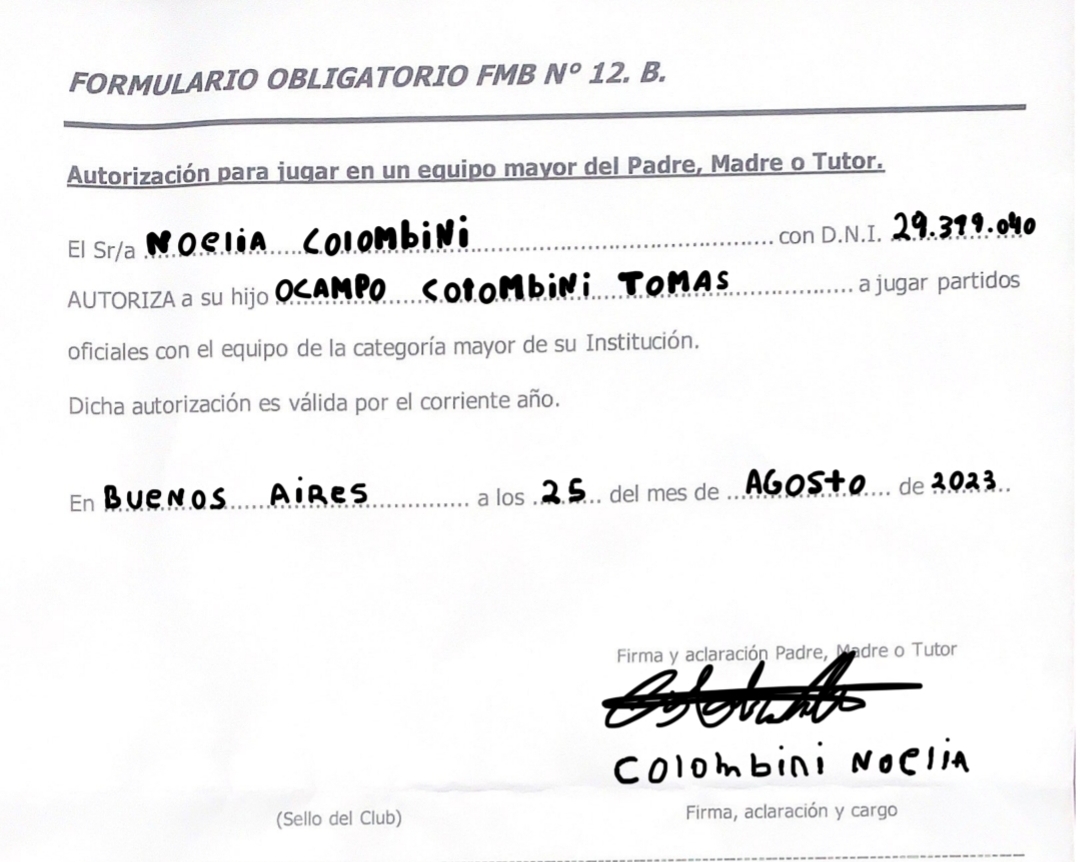 FORMULARIO OBLIGATORIO FMB Nº 12. B.
Autorización para jugar en un equipo mayor del Padre, Madre o Tutor.
El Sr/a NOELIA COLOMBINI con D.N.I. 29.379.040
AUTORIZA a su hijo OCAMPO COLOMBINI TOMAS a jugar partidos
oficiales con el equipo de la categoría mayor de su Institución.
Dicha autorización es válida por el corriente año.
En BUENOS AIRES a los 25 del mes de AGOSTO de 2023
Firma y aclaración Padre, Madre o Tutor
COLOMBINI NOELIA
(Sello del Club) Firma, aclaración y cargo